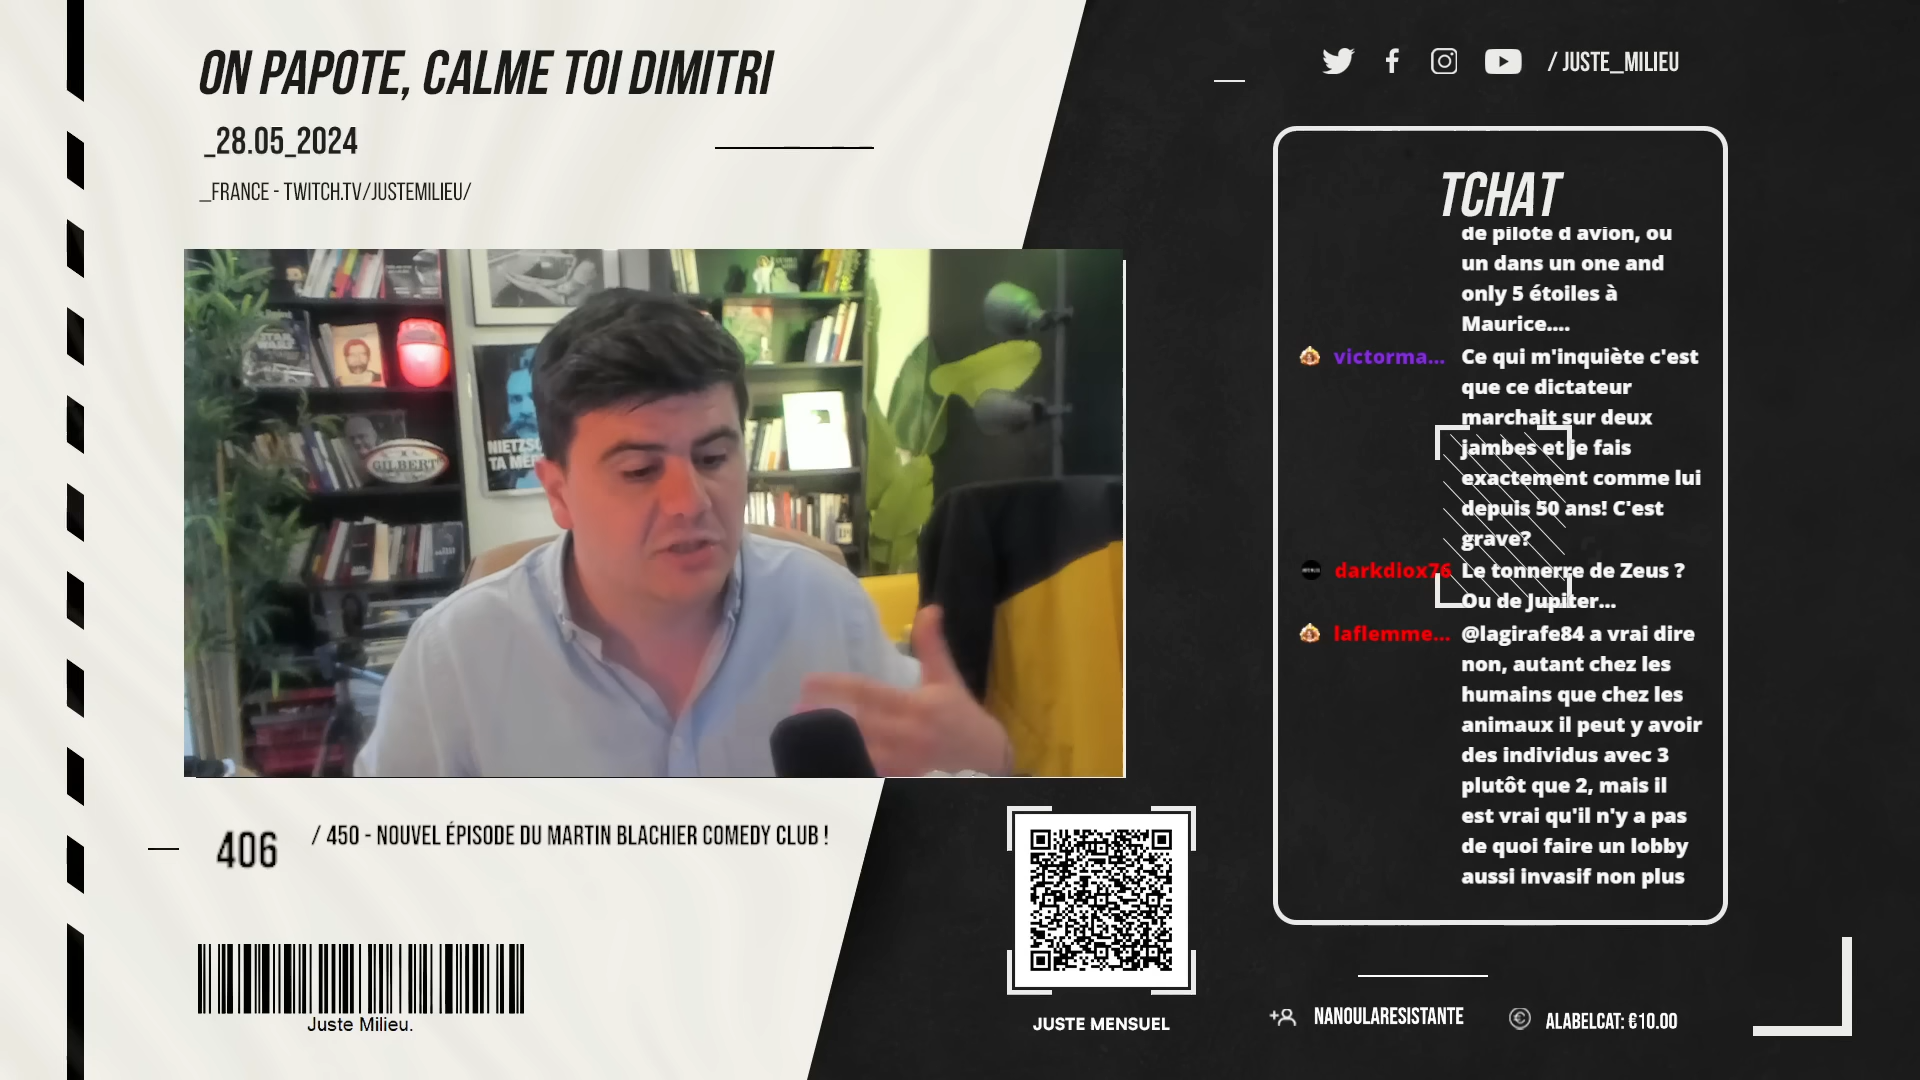 ON PAPOTE, CALME TOI DIMITRI
_28.05_2024
_FRANCE - TWITCH.TV/JUSTEMILIEU/
/ JUSTE_MILIEU
TCHAT
de pilote d avion, ou
un dans un one and
only 5 étoiles à
Maurice....
victorma... Ce qui m'inquiète c'est
que ce dictateur
marchait sur deux
jambes et je fais
exactement comme lui
depuis 50 ans! C'est
grave?
darkdiox76 Le tonnerre de Zeus ?
Ou de Jupiter...
laflemme... @lagirafe84 a vrai dire
non, autant chez les
humains que chez les
animaux il peut y avoir
des individus avec 3
plutôt que 2, mais il
est vrai qu'il n'y a pas
de quoi faire un lobby
aussi invasif non plus
GILBERT
NIETZS
TA MÈ
406 / 450 - NOUVEL ÉPISODE DU MARTIN BLACHIER COMEDY CLUB !
Juste Milieu.
JUSTE MENSUEL
NANOULARESISTANTE
ALABELCAT: €10.00